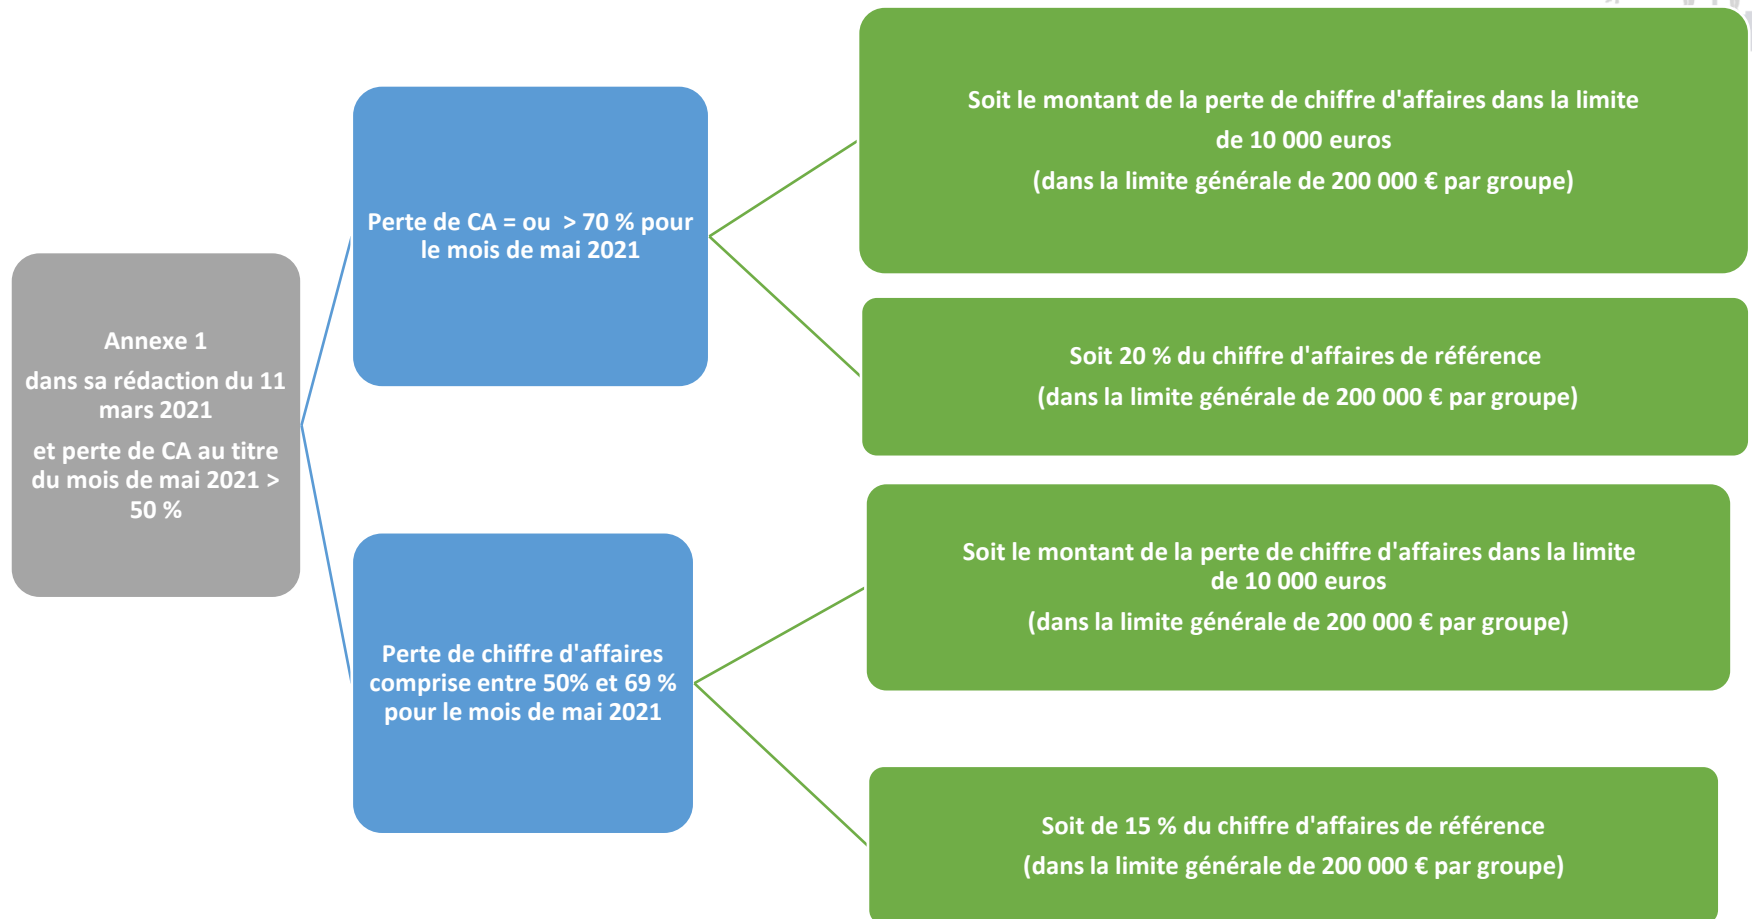 Annexe 1
dans sa rédaction du 11
mars 2021
et perte de CA au titre
du mois de mai 2021 >
50 %
Perte de CA = ou > 70 % pour
le mois de mai 2021
Soit le montant de la perte de chiffre d'affaires dans la limite
de 10 000 euros
(dans la limite générale de 200 000 € par groupe)
Soit 20 % du chiffre d'affaires de référence
(dans la limite générale de 200 000 € par groupe)
Perte de chiffre d'affaires
comprise entre 50% et 69 %
pour le mois de mai 2021
Soit le montant de la perte de chiffre d'affaires dans la limite
de 10 000 euros
(dans la limite générale de 200 000 € par groupe)
Soit de 15 % du chiffre d'affaires de référence
(dans la limite générale de 200 000 € par groupe)